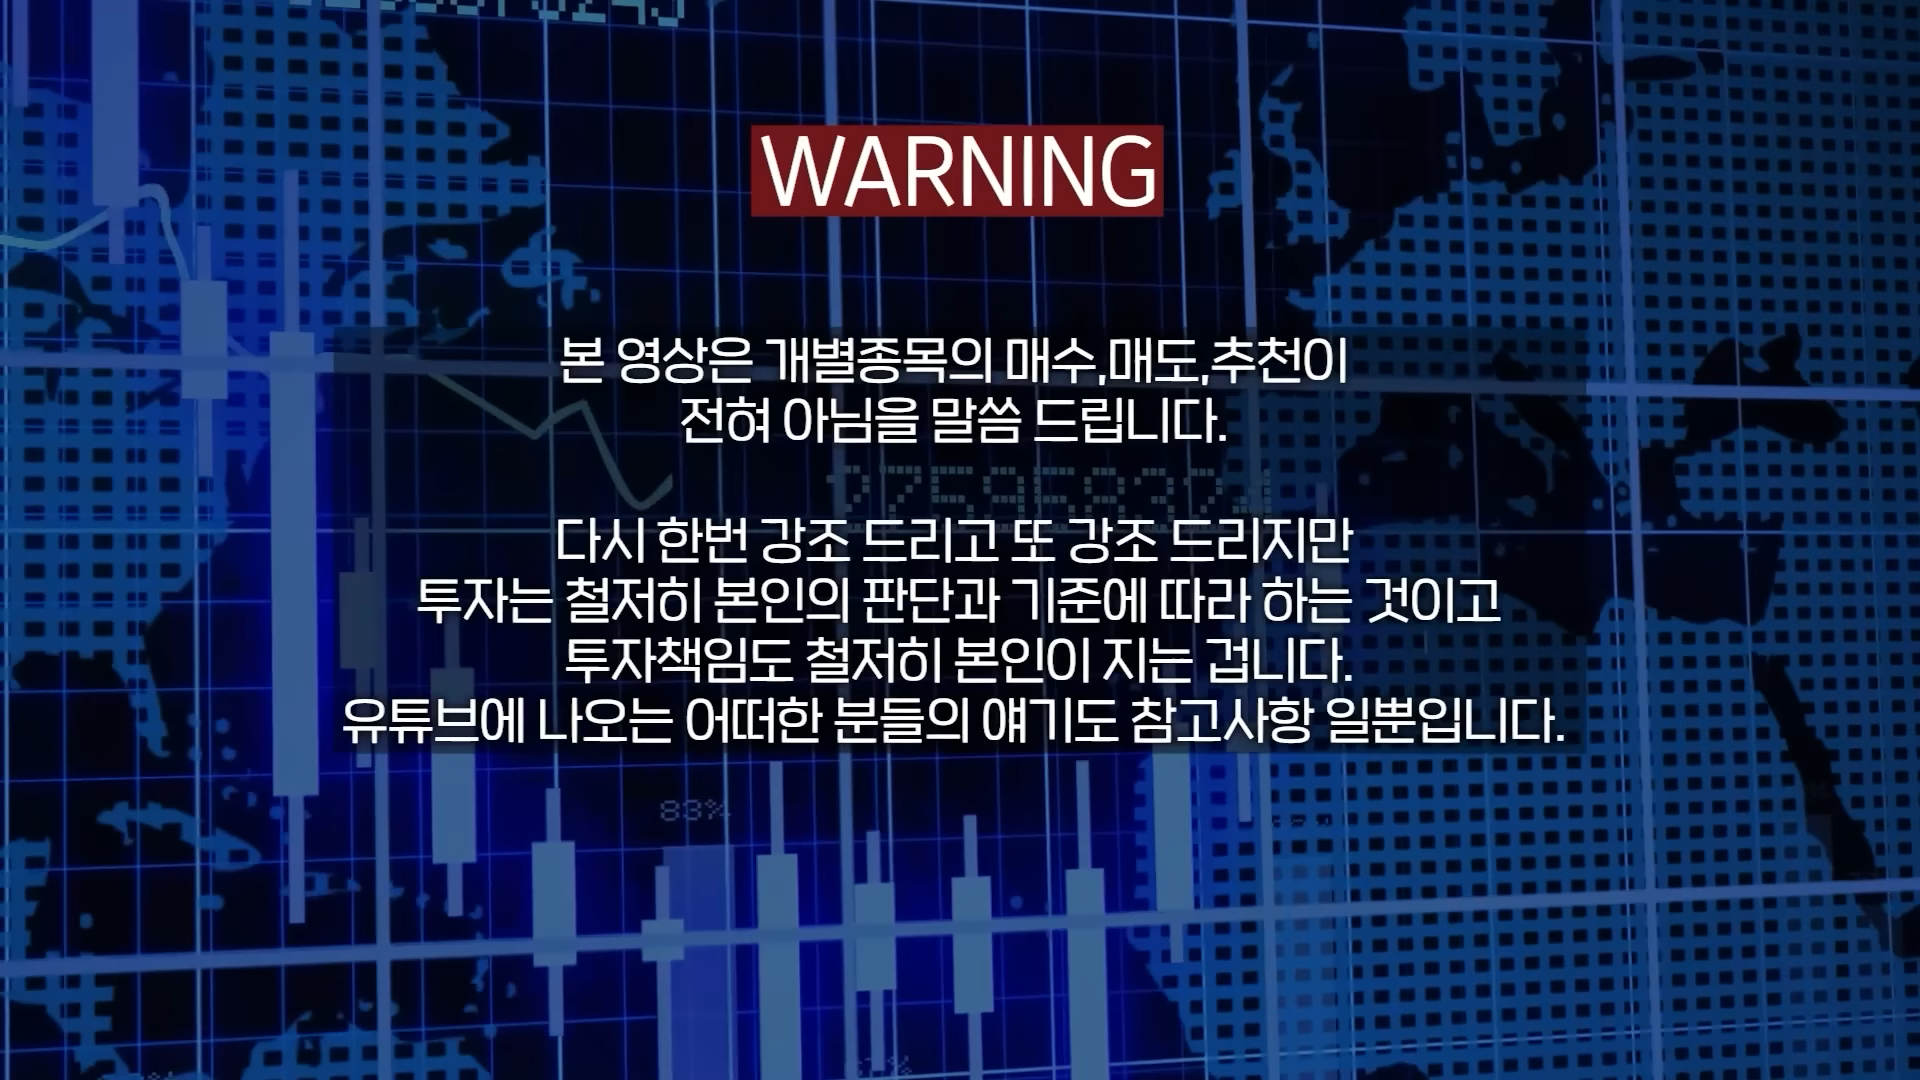 WARNING
본 영상은 개별종목의 매수,매도,추천이
전혀 아님을 말씀 드립니다.
다시 한번 강조 드리고 또 강조 드리지만
투자는 철저히 본인의 판단과 기준에 따라 하는 것이고
투자책임도 철저히 본인이 지는 겁니다.
유튜브에 나오는 어떠한 분들의 얘기도 참고사항 일뿐입니다.
83%